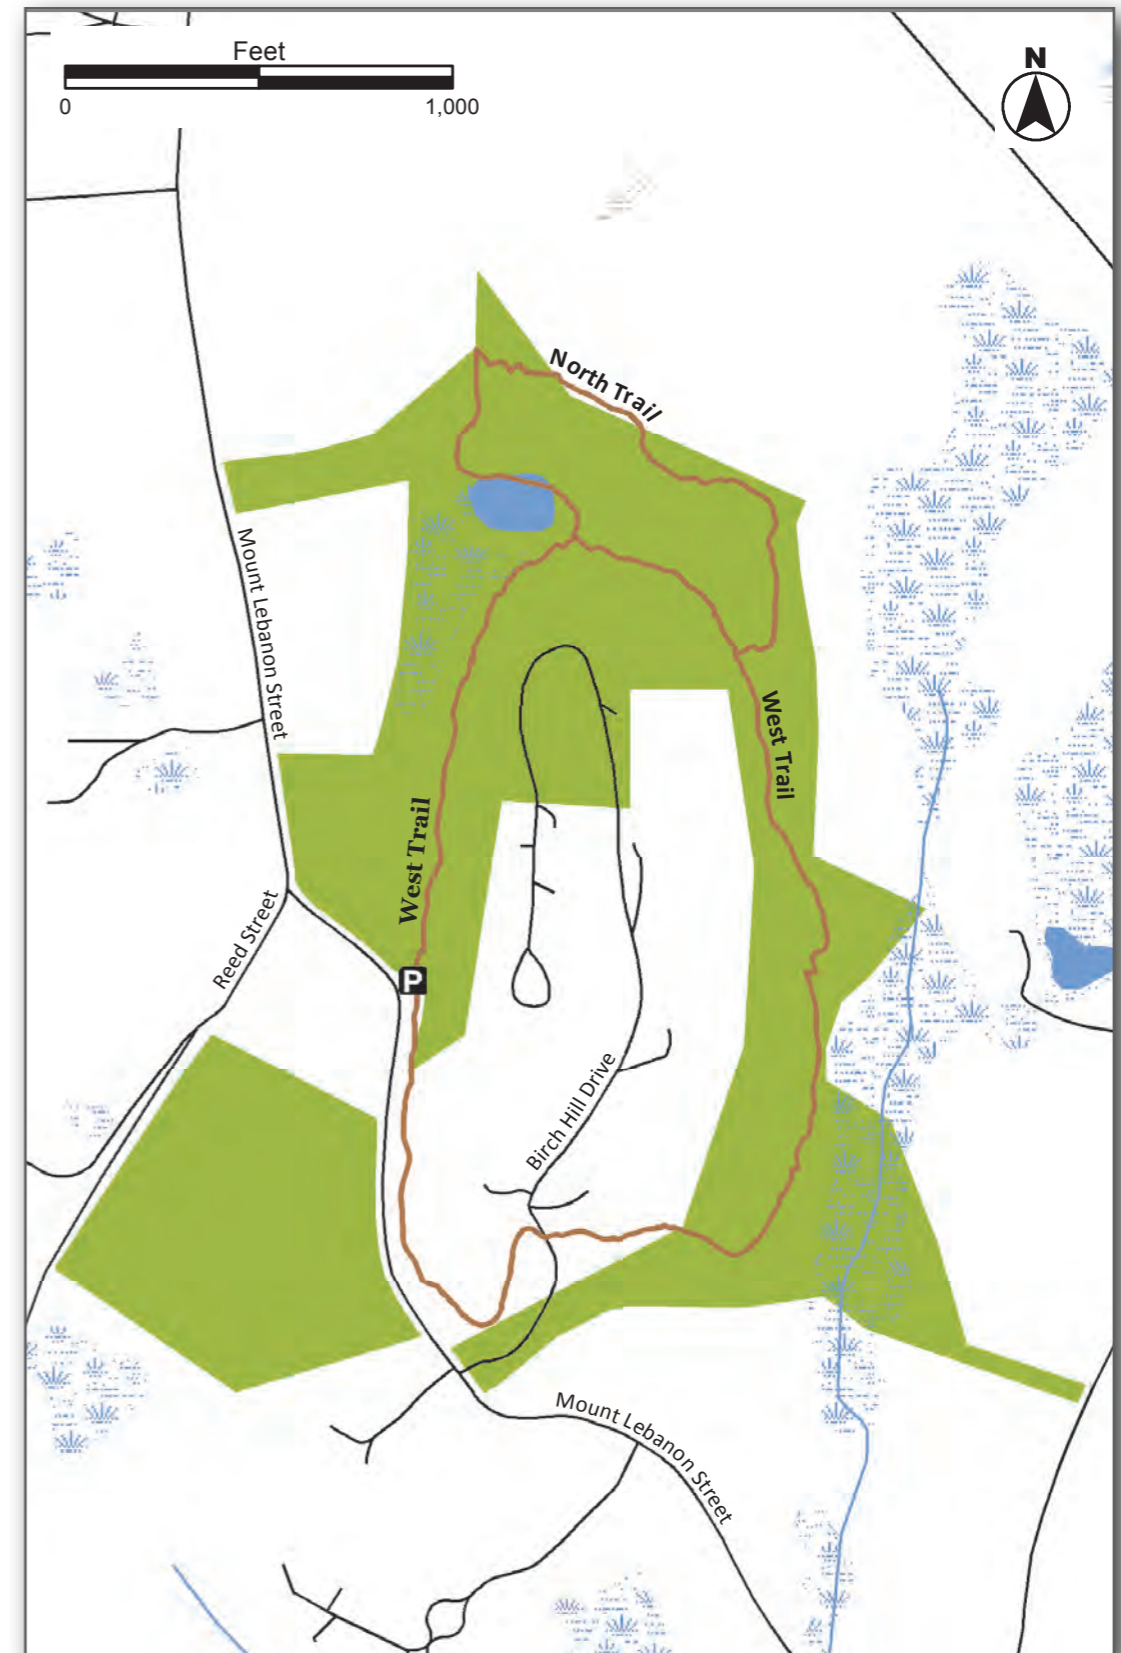 Feet
0 1,000
N
North Trail
Mount Lebanon Street
West Trail
West Trail
Reed Street
P
Birch Hill Drive
Mount Lebanon Street